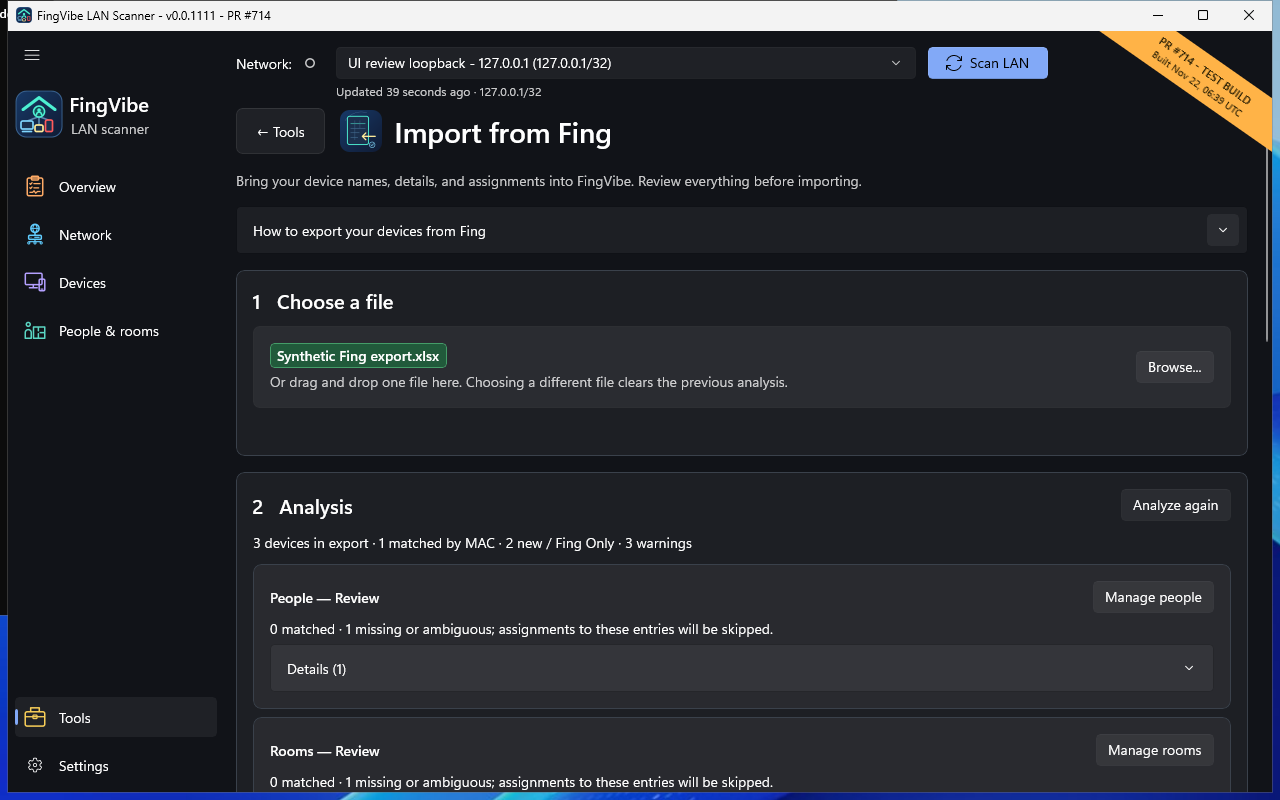 FingVibe LAN Scanner - v0.0.1111 - PR #714
Network:
UI review loopback - 127.0.0.1 (127.0.0.1/32)
Scan LAN
Updated 39 seconds ago · 127.0.0.1/32
PR #714 - TEST BUILD
Built Nov 22, 06:39 UTC
FingVibe
LAN scanner
Overview
Network
Devices
People & rooms
Tools
Settings
← Tools
Import from Fing
Bring your device names, details, and assignments into FingVibe. Review everything before importing.
How to export your devices from Fing
1 Choose a file
Synthetic Fing export.xlsx
Or drag and drop one file here. Choosing a different file clears the previous analysis.
Browse...
2 Analysis
Analyze again
3 devices in export · 1 matched by MAC · 2 new / Fing Only · 3 warnings
People — Review
Manage people
0 matched · 1 missing or ambiguous; assignments to these entries will be skipped.
Details (1)
Rooms — Review
Manage rooms
0 matched · 1 missing or ambiguous; assignments to these entries will be skipped.